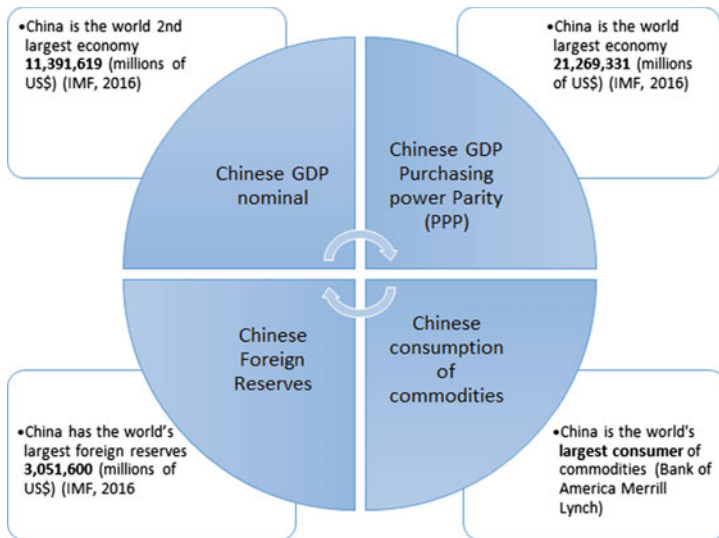 •China is the world 2nd
largest economy
11,391,619 (millions of
US$) (IMF, 2016)
•China is the world
largest economy
21,269,331 (millions
of US$) (IMF, 2016)
Chinese GDP
nominal
Chinese GDP
Purchasing
power Parity
(PPP)
Chinese
Foreign
Reserves
Chinese
consumption
of
commodities
•China has the world's
largest foreign reserves
3,051,600 (millions of
US$) (IMF, 2016
•China is the world's
largest consumer of
commodities (Bank of
America Merrill
Lynch)